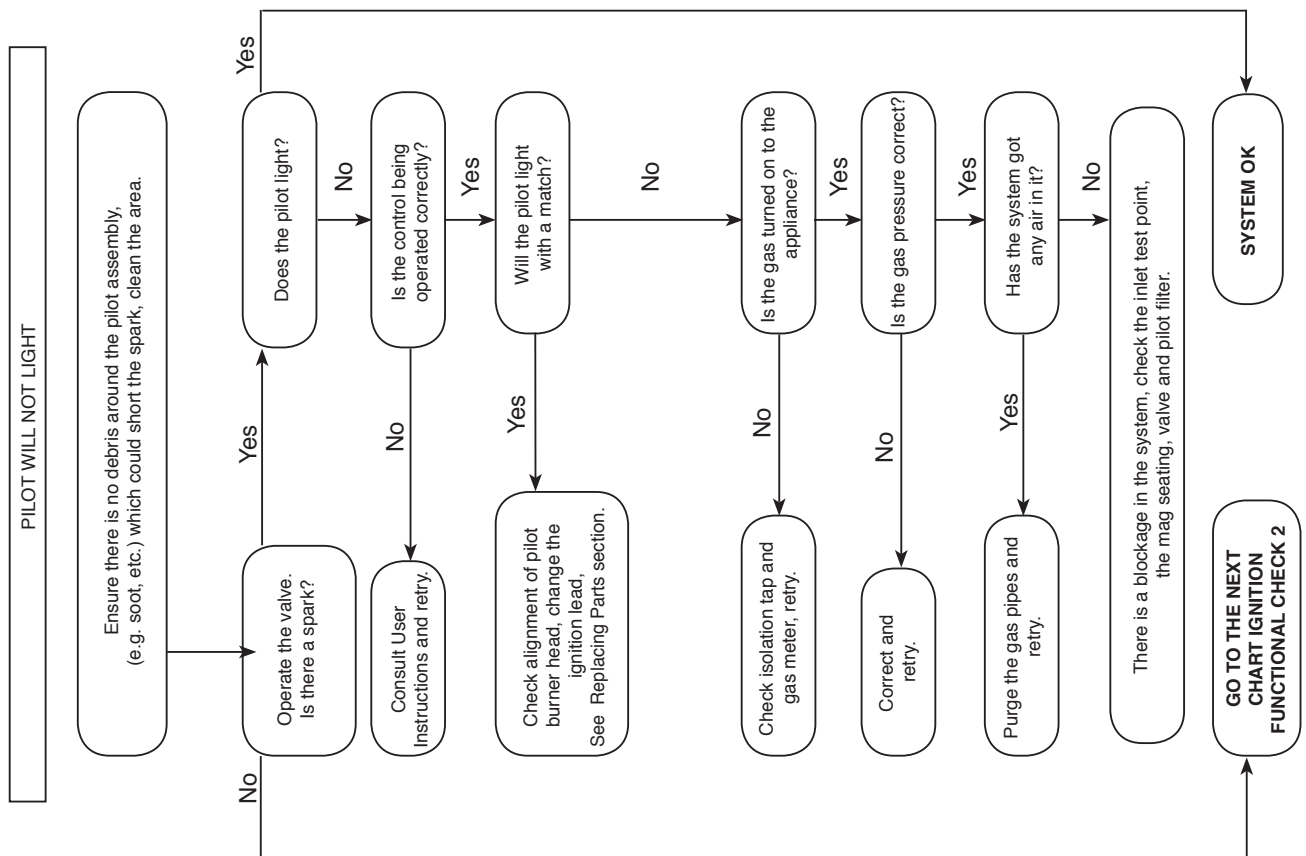 PILOT WILL NOT LIGHT
Ensure there is no debris around the pilot assembly,
(e.g. soot, etc.) which could short the spark, clean the area.
Operate the valve.
Is there a spark?
No
Yes
Does the pilot light?
Yes
No
Is the control being
operated correctly?
No
Consult User
Instructions and retry.
Yes
Will the pilot light
with a match?
Yes
Check alignment of pilot
burner head, change the
ignition lead,
See Replacing Parts section.
No
Is the gas turned on to the
appliance?
No
Check isolation tap and
gas meter, retry.
Yes
Is the gas pressure correct?
No
Correct and
retry.
Yes
Has the system got
any air in it?
Yes
Purge the gas pipes and
retry.
No
There is a blockage in the system, check the inlet test point,
the mag seating, valve and pilot filter.
GO TO THE NEXT
CHART IGNITION
FUNCTIONAL CHECK 2
SYSTEM OK